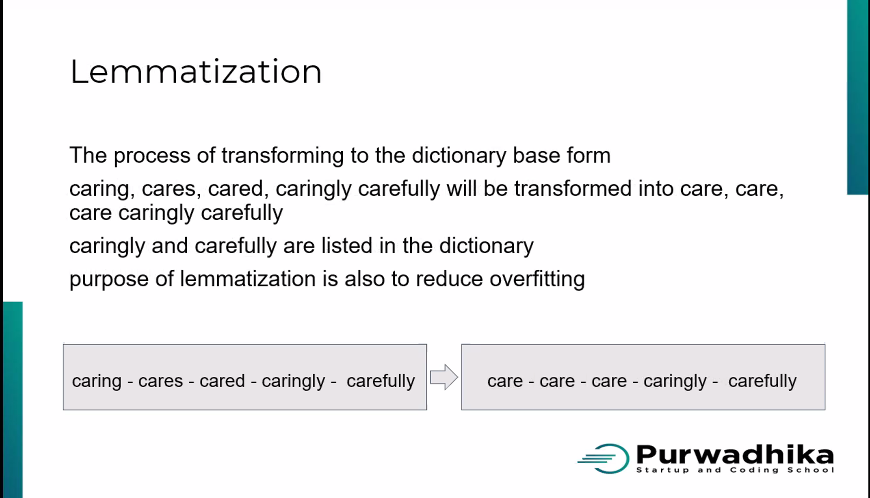 Lemmatization
The process of transforming to the dictionary base form
caring, cares, cared, caringly carefully will be transformed into care, care,
care caringly carefully
caringly and carefully are listed in the dictionary
purpose of lemmatization is also to reduce overfitting
caring - cares - cared - caringly - carefully
care - care - care - caringly - carefully
Purwadhika
Startup and Coding School